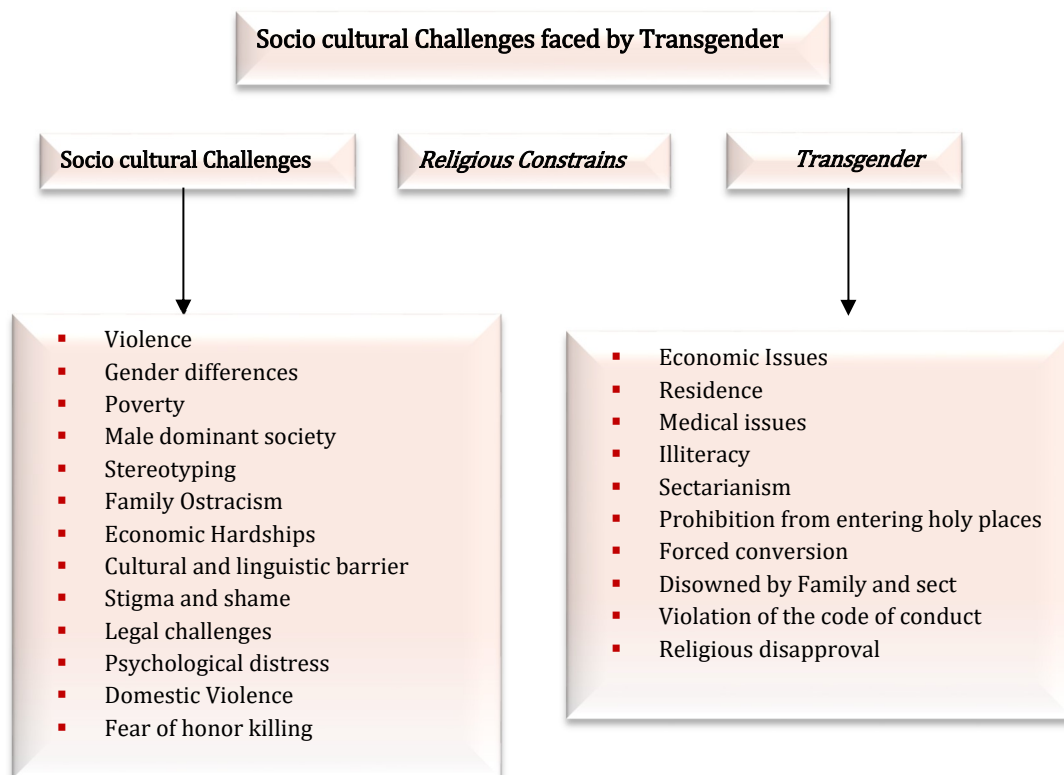 Socio cultural Challenges faced by Transgender
Socio cultural Challenges
Religious Constrains
Transgender
▪ Violence
▪ Gender differences
▪ Poverty
▪ Male dominant society
▪ Stereotyping
▪ Family Ostracism
▪ Economic Hardships
▪ Cultural and linguistic barrier
▪ Stigma and shame
▪ Legal challenges
▪ Psychological distress
▪ Domestic Violence
▪ Fear of honor killing
▪ Economic Issues
▪ Residence
▪ Medical issues
▪ Illiteracy
▪ Sectarianism
▪ Prohibition from entering holy places
▪ Forced conversion
▪ Disowned by Family and sect
▪ Violation of the code of conduct
▪ Religious disapproval